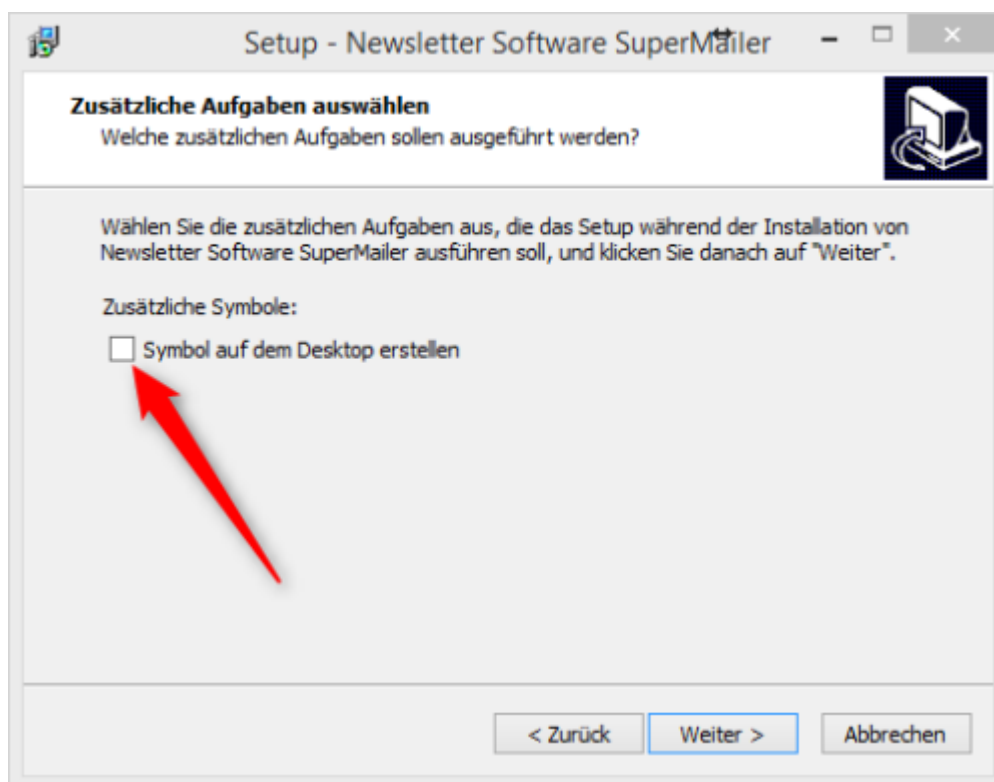 Setup - Newsletter Software SuperMailer
Zusätzliche Aufgaben auswählen
Welche zusätzlichen Aufgaben sollen ausgeführt werden?
Wählen Sie die zusätzlichen Aufgaben aus, die das Setup während der Installation von
Newsletter Software SuperMailer ausführen soll, und klicken Sie danach auf "Weiter".
Zusätzliche Symbole:
Symbol auf dem Desktop erstellen
< Zurück Weiter > Abbrechen